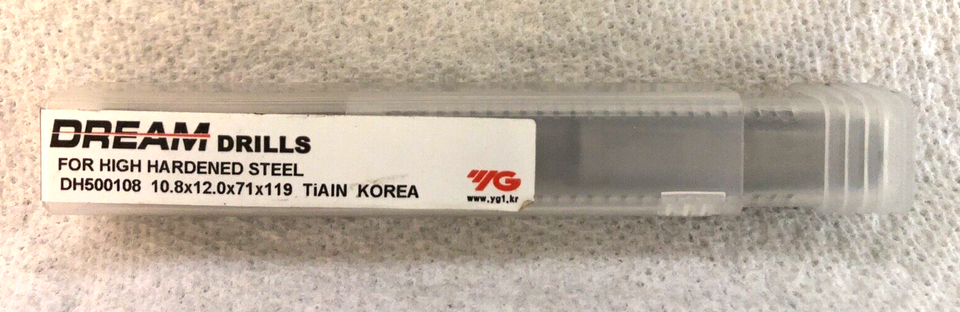 DREAM DRILLS
FOR HIGH HARDENED STEEL
DH500108 10.8x12.0x71x119 TiAIN KOREA
YG
www.yg1.kr